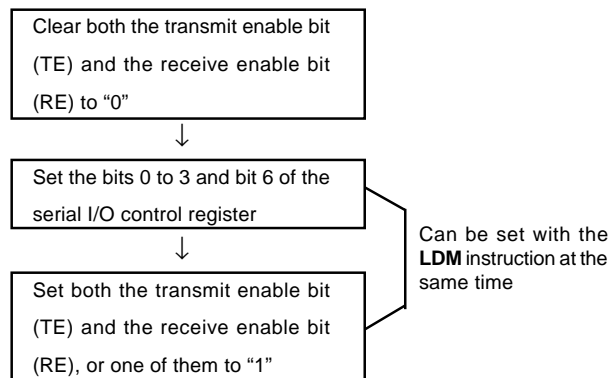 Clear both the transmit enable bit
(TE) and the receive enable bit
(RE) to “0”
↓
Set the bits 0 to 3 and bit 6 of the
serial I/O control register
↓
Set both the transmit enable bit
(TE) and the receive enable bit
(RE), or one of them to “1”
Can be set with the
LDM instruction at the
same time